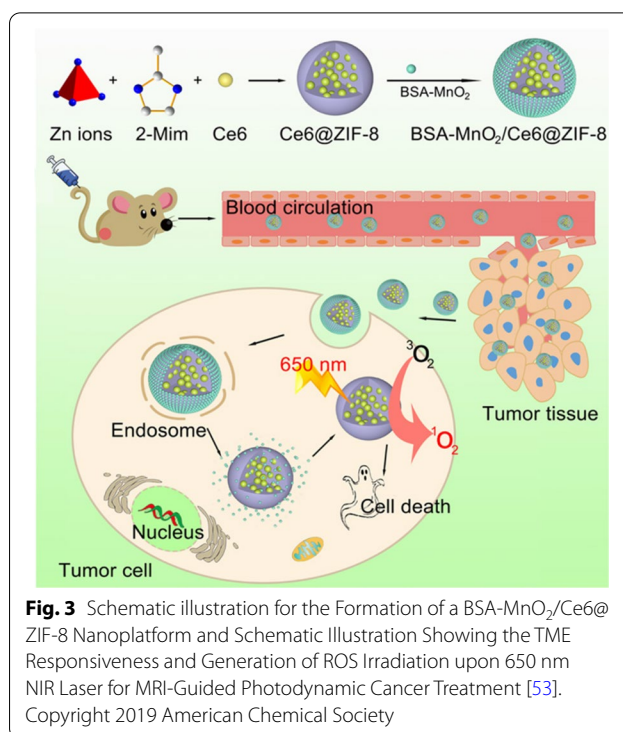 + + BSA-MnO₂
Zn ions 2-Mim Ce6 Ce6@ZIF-8 BSA-MnO₂/Ce6@ZIF-8
Blood circulation
³O₂
650 nm
Tumor tissue
Endosome
¹O₂
Cell death
Nucleus
Tumor cell
Fig. 3 Schematic illustration for the Formation of a BSA-MnO₂/Ce6@
ZIF-8 Nanoplatform and Schematic Illustration Showing the TME
Responsiveness and Generation of ROS Irradiation upon 650 nm
NIR Laser for MRI-Guided Photodynamic Cancer Treatment [53].
Copyright 2019 American Chemical Society